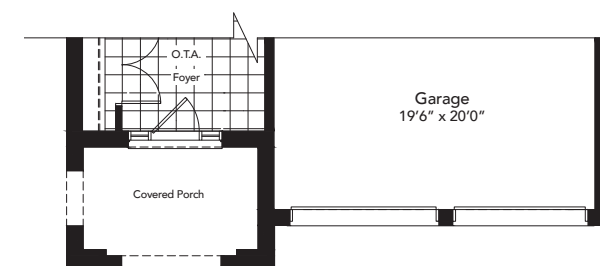 O.T.A.
Foyer
Garage
19’6” x 20’0”
Covered Porch